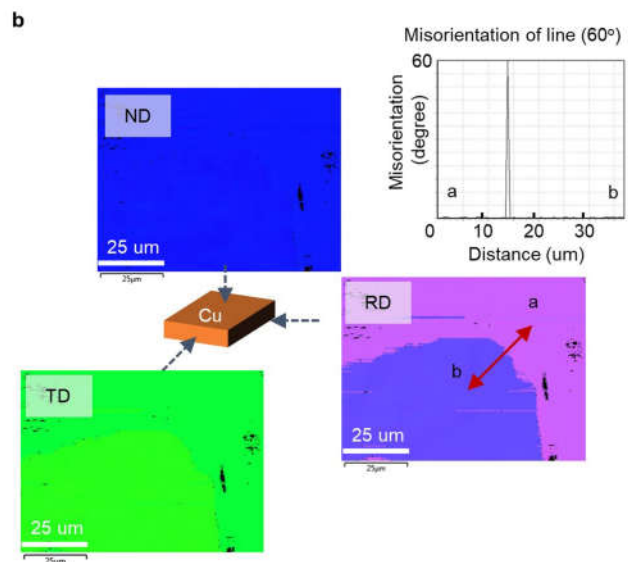 b
Misorientation of line (60°)
60
Misorientation
(degree)
a
b
0
10
20
30
Distance (um)
ND
25 um
25μm
Cu
RD
a
b
25 um
25μm
TD
25 um
25μm